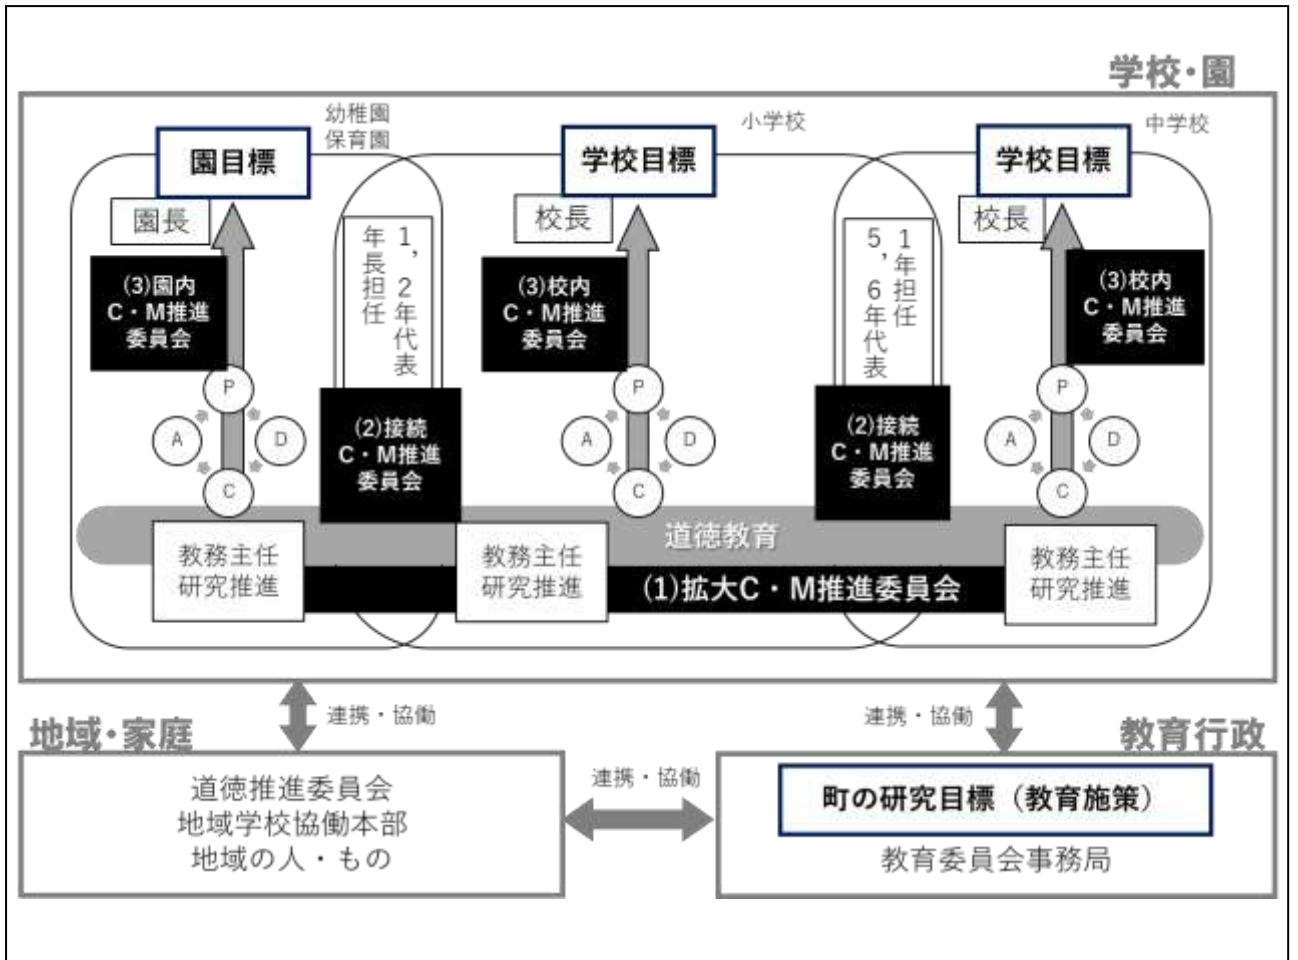 学校・園
幼稚園
保育園
小学校
中学校
園目標
学校目標
学校目標
園長
校長
校長
(3)園内
C・M推進
委員会
1，2年代表
年長担任
(3)校内
C・M推進
委員会
1年担任
5，6年代表
(3)校内
C・M推進
委員会
P
A
D
C
(2)接続
C・M推進
委員会
P
A
D
C
(2)接続
C・M推進
委員会
P
A
D
C
道徳教育
教務主任
研究推進
教務主任
研究推進
教務主任
研究推進
(1)拡大C・M推進委員会
連携・協働
連携・協働
地域・家庭
教育行政
道徳推進委員会
地域学校協働本部
地域の人・もの
連携・協働
町の研究目標（教育施策）
教育委員会事務局